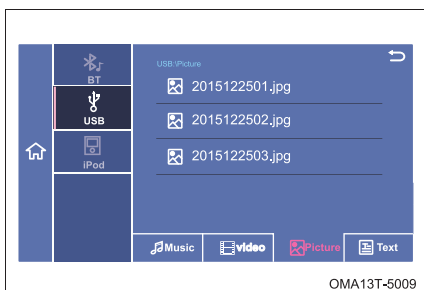 BT
USB
iPod
USB:\Picture
2015122501.jpg
2015122502.jpg
2015122503.jpg
Music
video
Picture
Text
OMA13T-5009